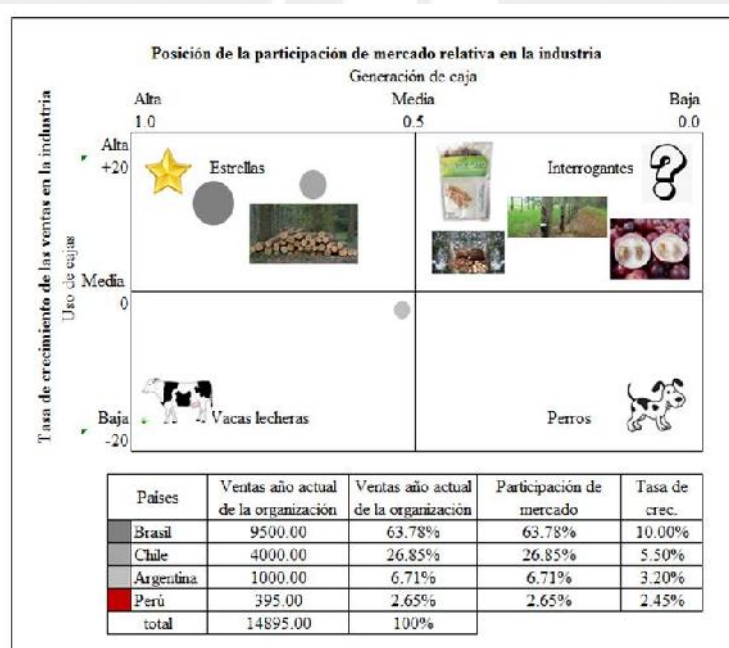 Posición de la participación de mercado relativa en la industria
Generación de caja
Alta Media Baja
1.0 0.5 0.0
Tasa de crecimiento de las ventas en la industria
Uso de cajas
Alta
+20
Estrellas
Interrogantes
?
Media
0
Baja
-20
Vacas lecheras
Perros
Países Ventas año actual de la organización Ventas año actual de la organización Participación de mercado Tasa de crec.
Brasil 9500.00 63.78% 63.78% 10.00%
Chile 4000.00 26.85% 26.85% 5.50%
Argentina 1000.00 6.71% 6.71% 3.20%
Perú 395.00 2.65% 2.65% 2.45%
total 14895.00 100%